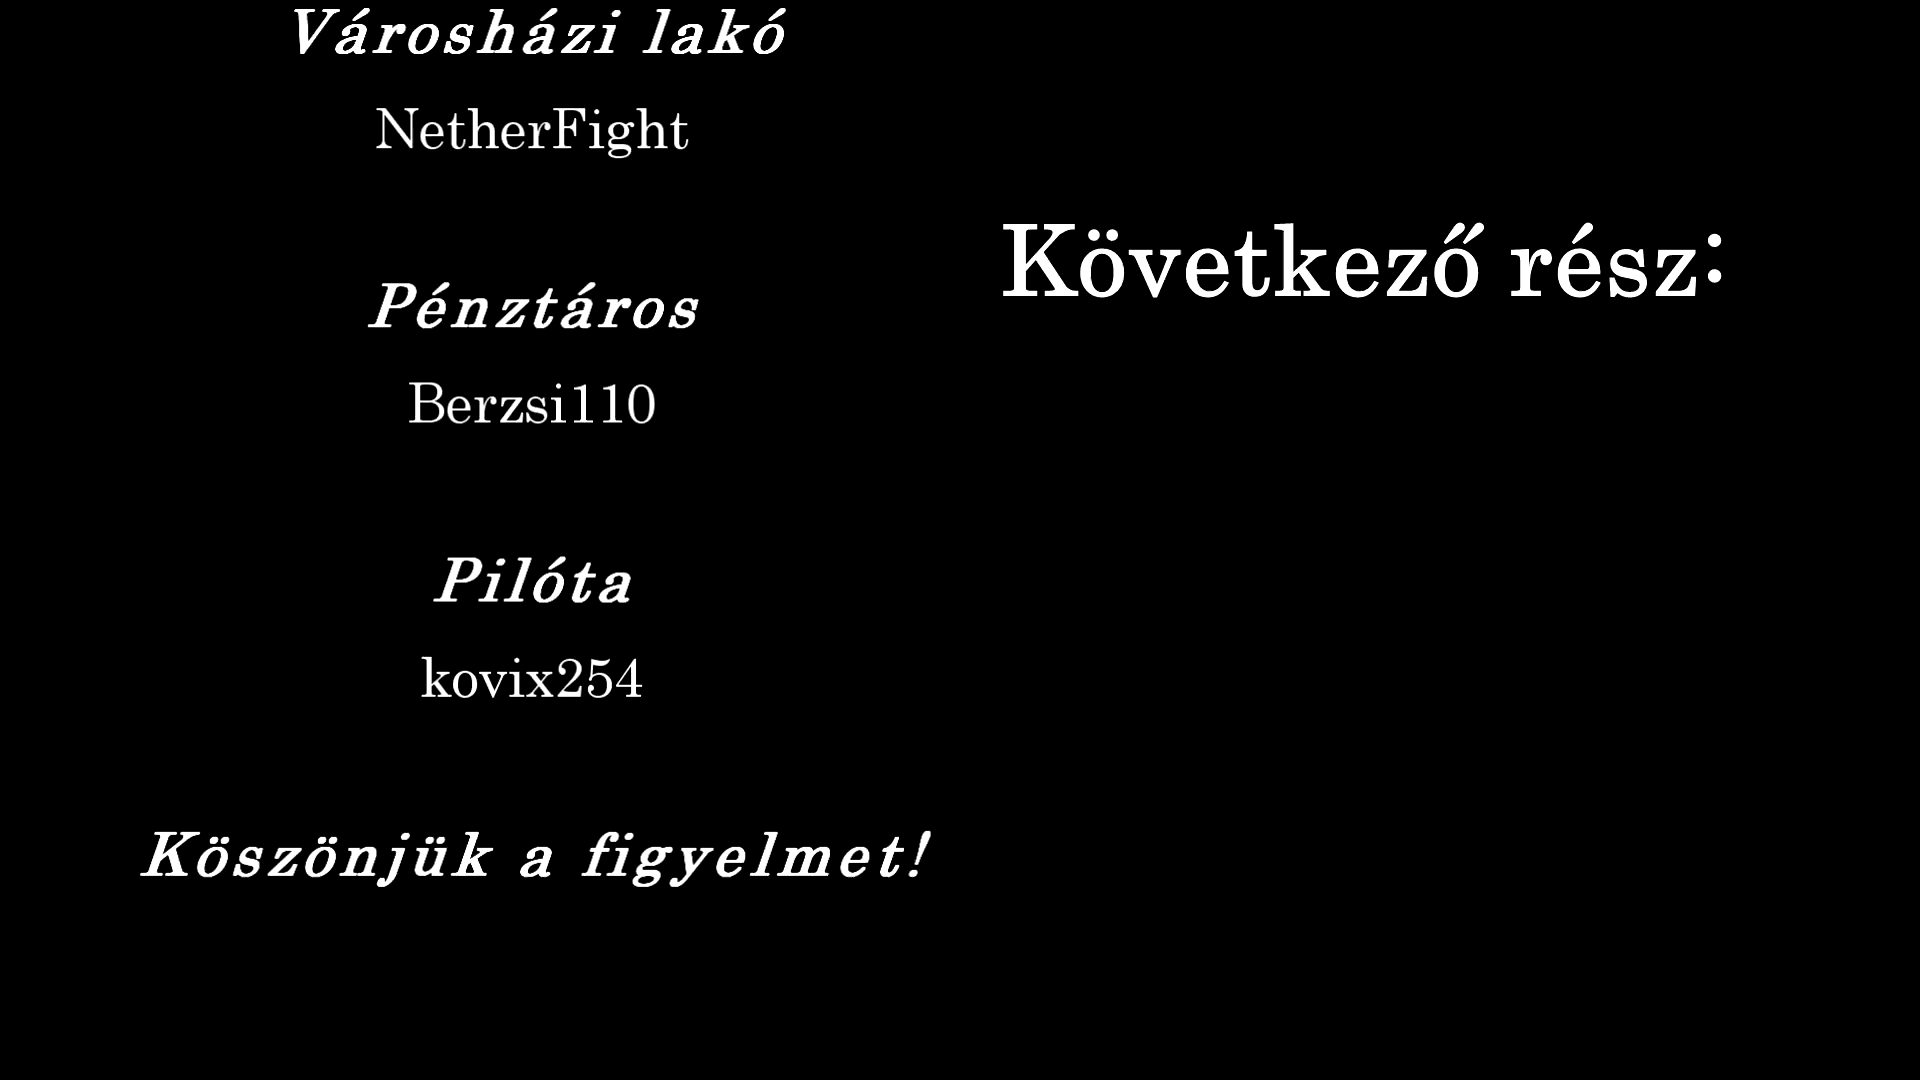 Városházi lakó
NetherFight
Pénztáros
Berzsi110
Pilóta
kovix254
Köszönjük a figyelmet!
Következő rész: